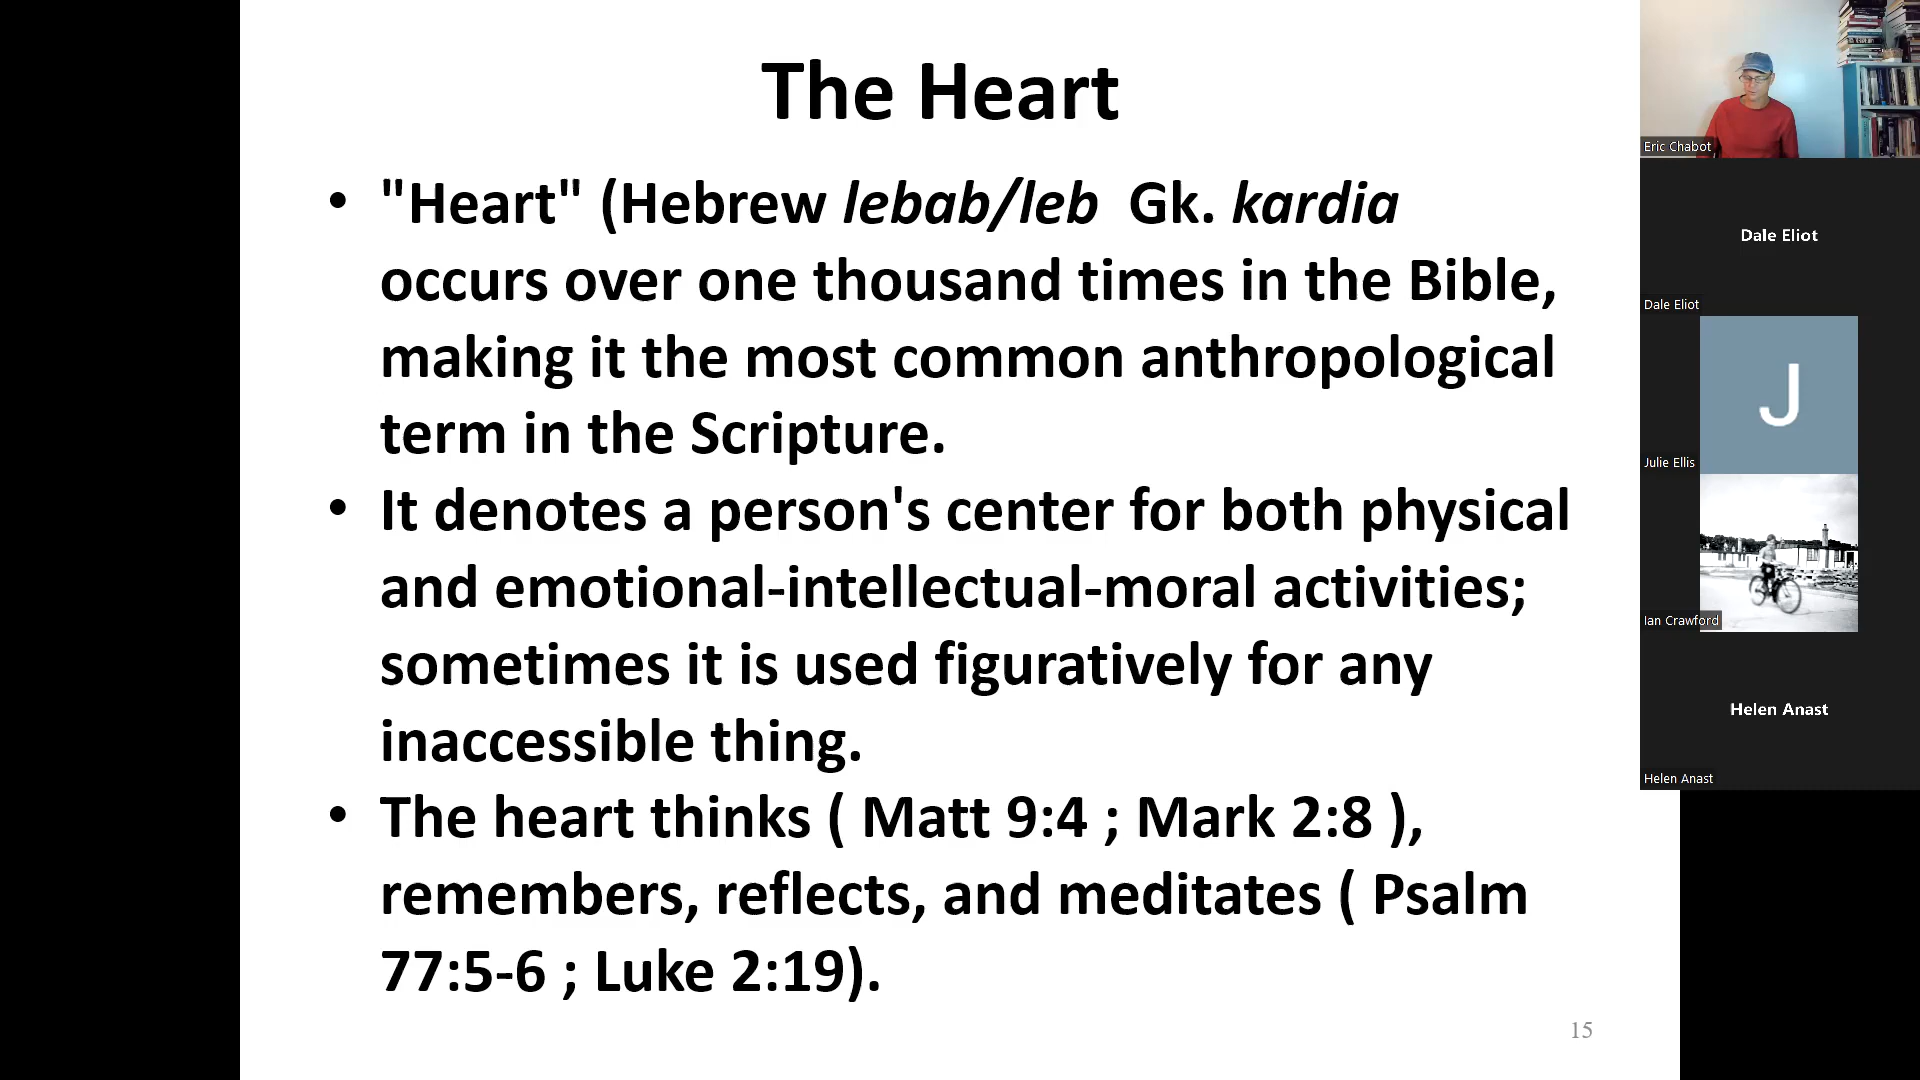 The Heart
• "Heart" (Hebrew lebab/leb  Gk. kardia
occurs over one thousand times in the Bible,
making it the most common anthropological
term in the Scripture.
• It denotes a person's center for both physical
and emotional-intellectual-moral activities;
sometimes it is used figuratively for any
inaccessible thing.
• The heart thinks ( Matt 9:4 ; Mark 2:8 ),
remembers, reflects, and meditates ( Psalm
77:5-6 ; Luke 2:19).
15
Eric Chabot
Dale Eliot
Dale Eliot
J
Julie Ellis
Ian Crawford
Helen Anast
Helen Anast